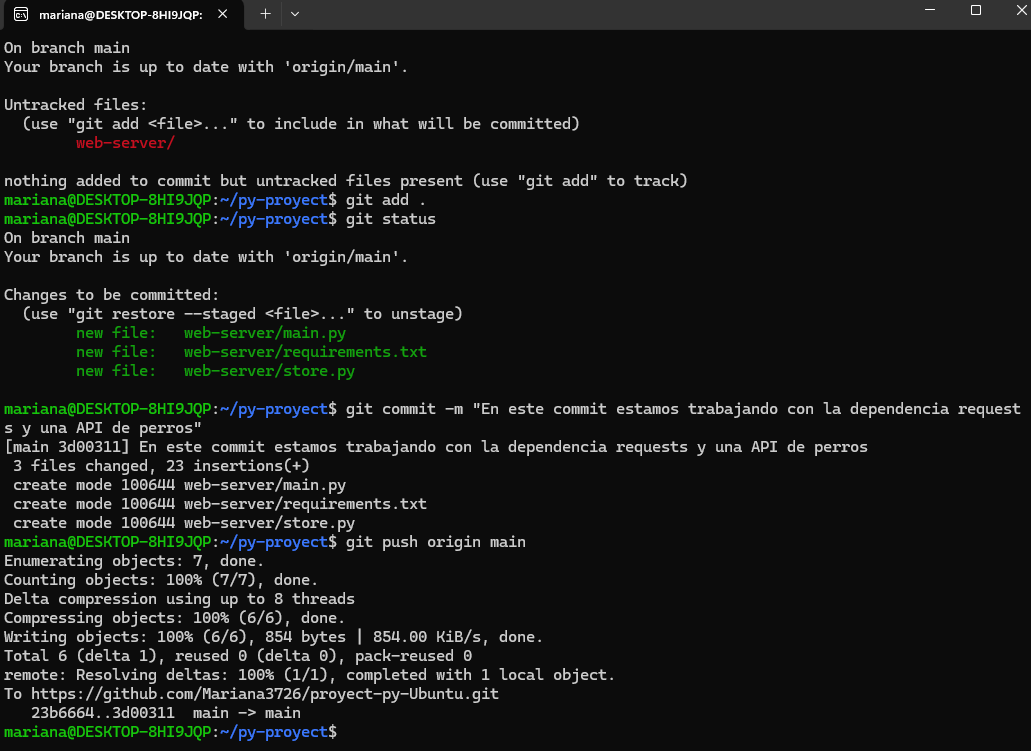 mariana@DESKTOP-8HI9JQP:
On branch main
Your branch is up to date with 'origin/main'.
Untracked files:
  (use "git add <file>..." to include in what will be committed)
        web-server/
nothing added to commit but untracked files present (use "git add" to track)
mariana@DESKTOP-8HI9JQP:~/py-proyect$ git add .
mariana@DESKTOP-8HI9JQP:~/py-proyect$ git status
On branch main
Your branch is up to date with 'origin/main'.
Changes to be committed:
  (use "git restore --staged <file>..." to unstage)
        new file:   web-server/main.py
        new file:   web-server/requirements.txt
        new file:   web-server/store.py
mariana@DESKTOP-8HI9JQP:~/py-proyect$ git commit -m "En este commit estamos trabajando con la dependencia request
s y una API de perros"
[main 3d00311] En este commit estamos trabajando con la dependencia requests y una API de perros
 3 files changed, 23 insertions(+)
 create mode 100644 web-server/main.py
 create mode 100644 web-server/requirements.txt
 create mode 100644 web-server/store.py
mariana@DESKTOP-8HI9JQP:~/py-proyect$ git push origin main
Enumerating objects: 7, done.
Counting objects: 100% (7/7), done.
Delta compression using up to 8 threads
Compressing objects: 100% (6/6), done.
Writing objects: 100% (6/6), 854 bytes | 854.00 KiB/s, done.
Total 6 (delta 1), reused 0 (delta 0), pack-reused 0
remote: Resolving deltas: 100% (1/1), completed with 1 local object.
To https://github.com/Mariana3726/proyect-py-Ubuntu.git
   23b6664..3d00311  main -> main
mariana@DESKTOP-8HI9JQP:~/py-proyect$